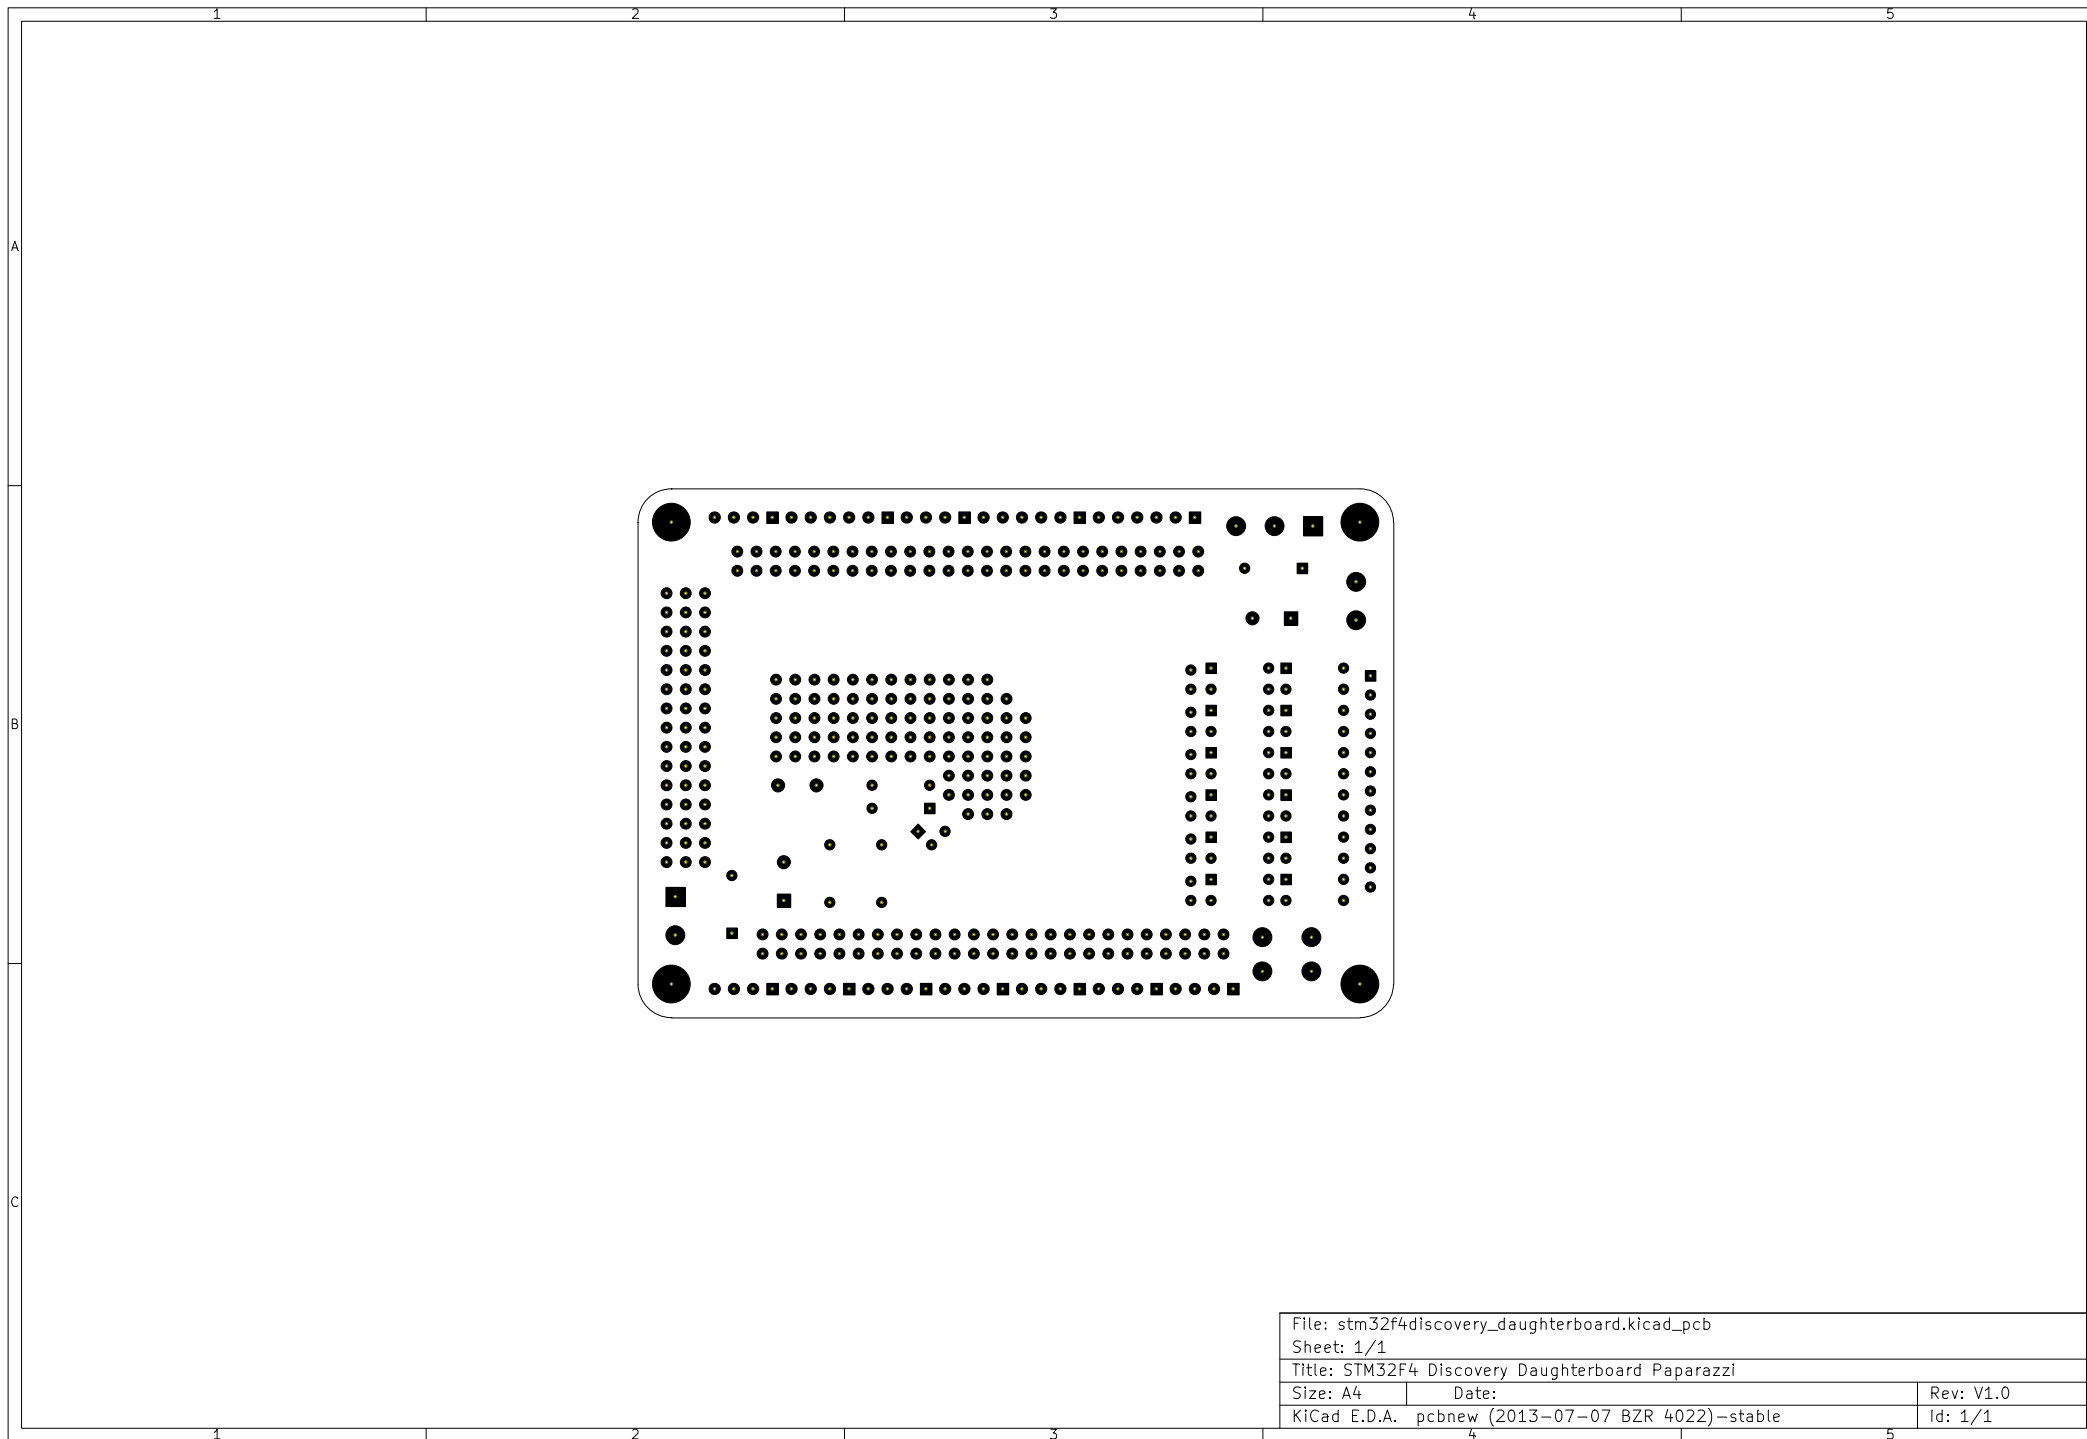 1 2 3 4 5
A
B
C
File: stm32f4discovery_daughterboard.kicad_pcb
Sheet: 1/1
Title: STM32F4 Discovery Daughterboard Paparazzi
Size: A4 Date: Rev: V1.0
KiCad E.D.A. pcbnew (2013-07-07 BZR 4022)-stable Id: 1/1
1 2 3 4 5